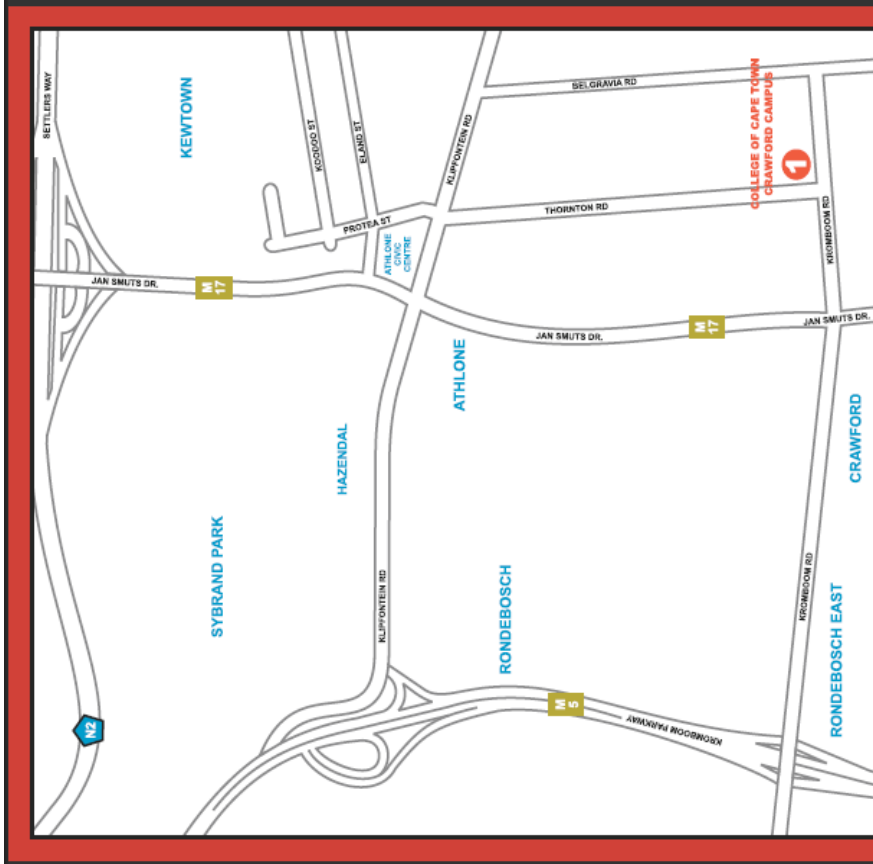 SETTLERS WAY
KEWTOWN
KOODOO ST
ELAND ST
KLIPFONTEIN RD
BELGRAVIA RD
COLLEGE OF CAPE TOWN
CRAWFORD CAMPUS
1
PROTEA ST
THORNTON RD
KROMBOOM RD
ATHLONE
CIVIC
CENTRE
JAN SMUTS DR.
M
17
JAN SMUTS DR.
M
17
JAN SMUTS DR.
ATHLONE
HAZENDAL
CRAWFORD
SYBRAND PARK
KLIPFONTEIN RD
RONDEBOSCH
KROMBOOM RD
RONDEBOSCH EAST
N2
M
5
KROMBOOM PARKWAY